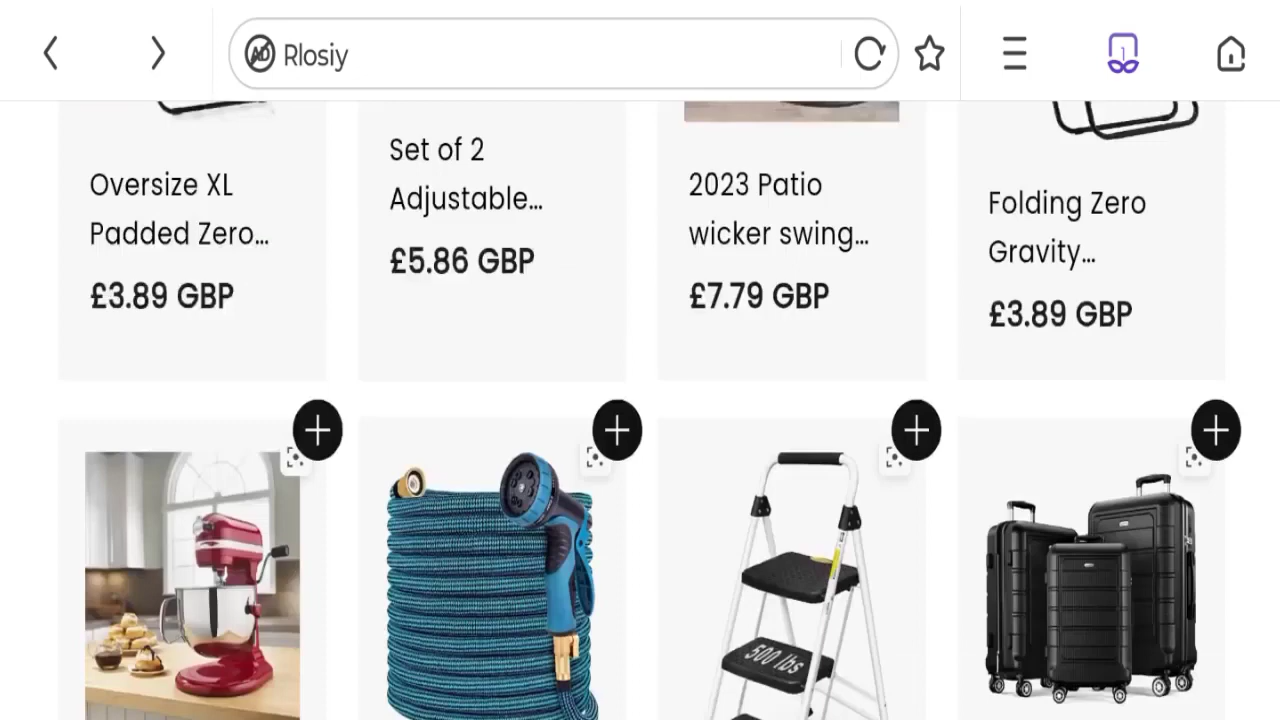 Rlosiy
Oversize XL
Padded Zero...
£3.89 GBP
Set of 2
Adjustable...
£5.86 GBP
2023 Patio
wicker swing...
£7.79 GBP
Folding Zero
Gravity...
£3.89 GBP
500 lbs